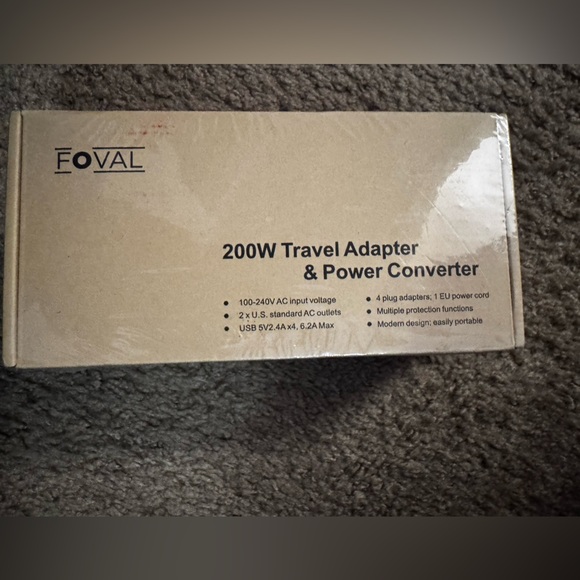 FOVAL
200W Travel Adapter
& Power Converter
100-240V AC input voltage
2 x U.S. standard AC outlets
USB 5V2.4A x4, 6.2A Max
4 plug adapters; 1 EU power cord
Multiple protection functions
Modern design: easily portable